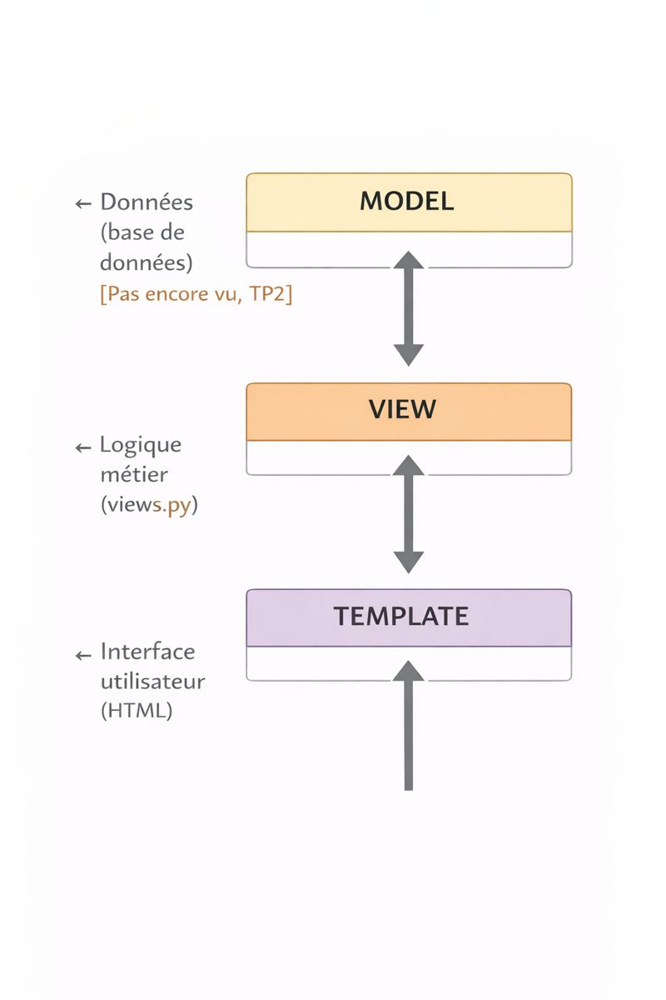 MODEL
← Données
(base de
données)
[Pas encore vu, TP2]
VIEW
← Logique
métier
(views.py)
TEMPLATE
← Interface
utilisateur
(HTML)